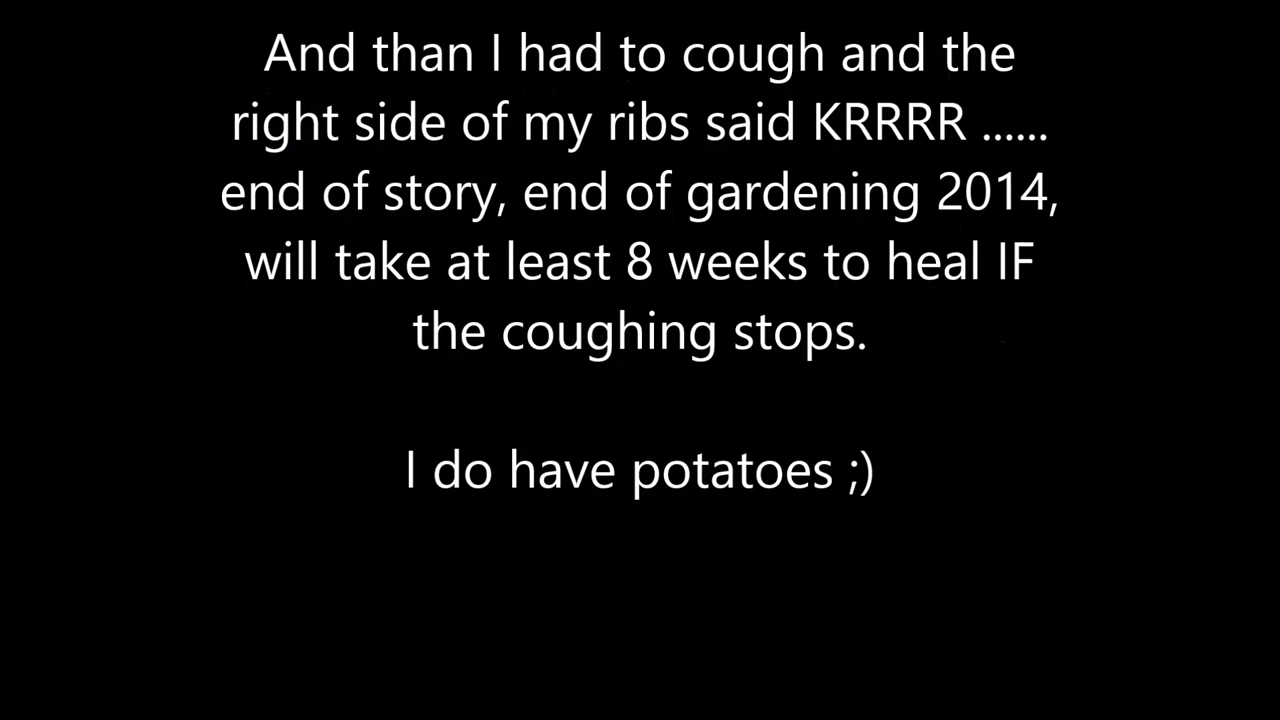 And than I had to cough and the
right side of my ribs said KRRRR ......
end of story, end of gardening 2014,
will take at least 8 weeks to heal IF
the coughing stops.
I do have potatoes ;)